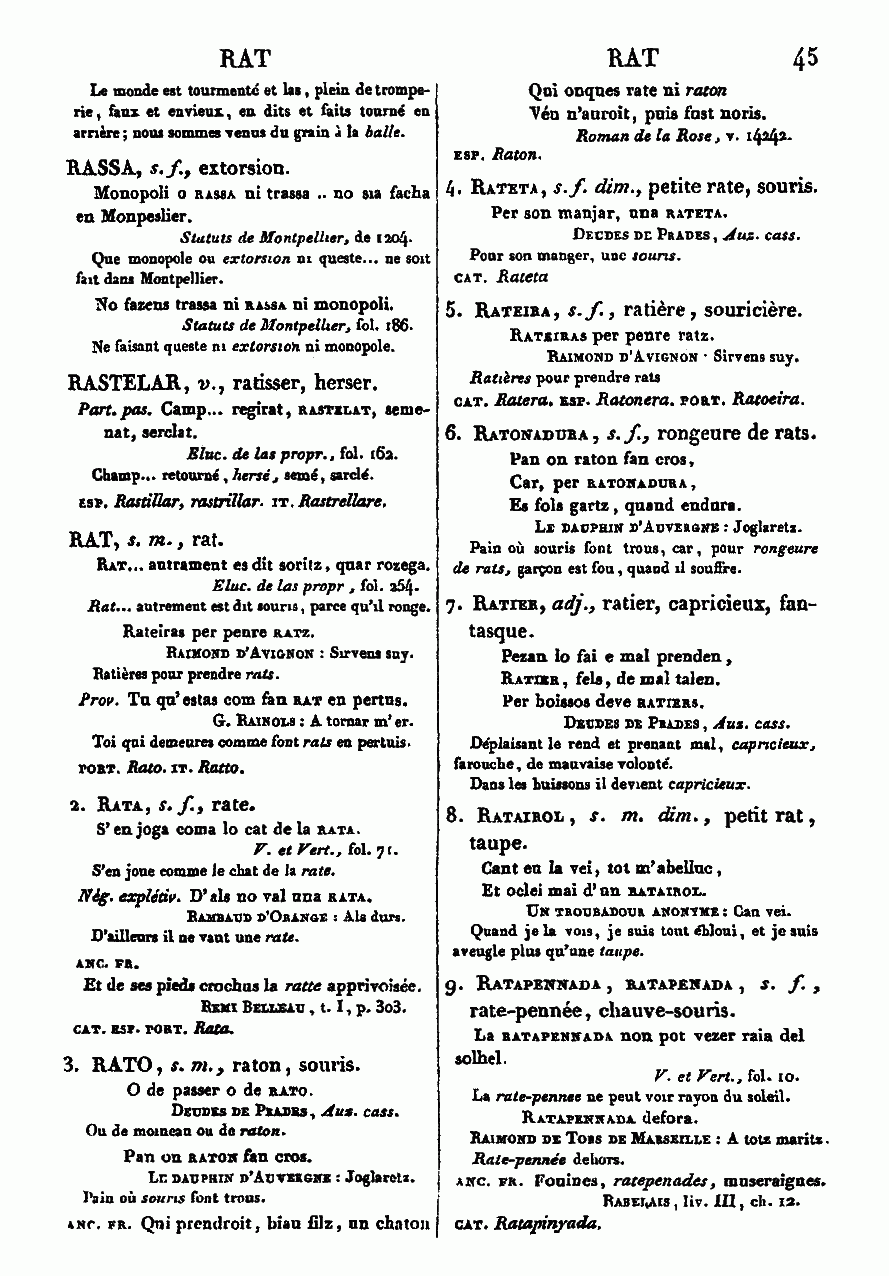 RAT
RAT 45
Le monde est tourmenté et las, plein de trompe-
rie, faux et envieux, en dits et faits tourné en
arrière; nous sommes venus du grain à la balle.
RASSA, s. f., extorsion.
Monopoli o RASSA ni trassa .. no sia facha
en Monpeslier.
Statuts de Montpellier, de 1204.
Que monopole ou extorsion ni queste... ne soit
fait dans Montpellier.
No fazens trassa ni RASSA ni monopoli.
Statuts de Montpellier, fol. 186.
Ne faisant queste ni extorsion ni monopole.
RASTELAR, v., ratisser, herser.
Part. pas. Camp... regirat, RASTELAT, seme-
nat, serclat.
Eluc. de las propr., fol. 162.
Champ... retourné, hersé, semé, sarclé.
ESP. Rastillar, rastrillar. IT. Rastrellare.
RAT, s. m., rat.
RAT... autrament es dit soritz, quar rozega.
Eluc. de las propr , fol. 254.
Rat... autrement est dit souris, parce qu'il ronge.
Rateiras per penre RATZ.
RAIMOND D'AVIGNON : Sirvens suy.
Ratières pour prendre rats.
Prov. Tu qu'estas com fan RAT en pertus.
G. RAINOLS : A tornar m'er.
Toi qui demeures comme font rats en pertuis.
PORT. Rato. IT. Ratto.
2. RATA, s. f., rate.
S'en joga coma lo cat de la RATA.
V. et Vert., fol. 71.
S'en joue comme le chat de la rate.
Nég. explétiv. D'als no val una RATA.
RAMBAUD D'ORANGE : Als durs.
D'ailleurs il ne vaut une rate.
ANC. FR.
Et de ses pieds crochus la ratte apprivoisée.
REMI BELLEAU, t. I, p. 303.
CAT. ESP. PORT. Rata.
3. RATO, s. m., raton, souris.
O de passer o de RATO.
DEUDES DE PRADES, Auz. cass.
Ou de moineau ou de raton.
Pan on RATON fan cros.
LE DAUPHIN D'AUVERGNE : Joglaretz.
Pain où souris font trous.
ANC. FR. Qui prendroit, biau filz, un chaton
Qui onques rate ni raton
Véu n'auroit, puis fust noris.
Roman de la Rose, v. 14242.
ESP. Raton.
4. RATETA, s. f. dim., petite rate, souris.
Per son manjar, una RATETA.
DEUDES DE PRADES, Auz. cass.
Pour son manger, une souris.
CAT. Rateta
5. RATEIRA, s. f., ratière, souricière.
RATEIRAS per penre ratz.
RAIMOND D'AVIGNON · Sirvens suy.
Ratières pour prendre rats
CAT. Ratera. ESP. Ratonera. PORT. Ratoeira.
6. RATONADURA, s. f., rongeure de rats.
Pan on raton fan cros,
Car, per RATONADURA,
Es fols gartz, quand endura.
LE DAUPHIN D'AUVERGNE : Joglaretz.
Pain où souris font trous, car, pour rongeure
de rats, garçon est fou, quand il souffre.
7. RATIER, adj., ratier, capricieux, fan-
tasque.
Pezan lo fai e mal prenden,
RATIER, fels, de mal talen.
Per boissos deve RATIERS.
DEUDES DE PRADES, Auz. cass.
Déplaisant le rend et prenant mal, capricieux,
farouche, de mauvaise volonté.
Dans les buissons il devient capricieux.
8. RATAIROL, s. m. dim., petit rat,
taupe.
Cant eu la vei, tot m'abelluc,
Et oclei mai d'un RATAIROL.
UN TROUBADOUR ANONYME : Can vei.
Quand je la vois, je suis tout ébloui, et je suis
aveugle plus qu'une taupe.
9. RATAPENNADA, RATAPENADA, s. f.,
rate-pennée, chauve-souris.
La RATAPENNADA non pot vezer raia del
solhel.
V. et Vert., fol. 10.
La rate-pennee ne peut voir rayon du soleil.
RATAPENNADA defora.
RAIMOND DE TORS DE MARSEILLE : A totz maritz.
Rate-pennée dehors.
ANC. FR. Fouines, ratepenades, museraignes.
RABELAIS, liv. III, ch. 12.
CAT. Ratapinyada.